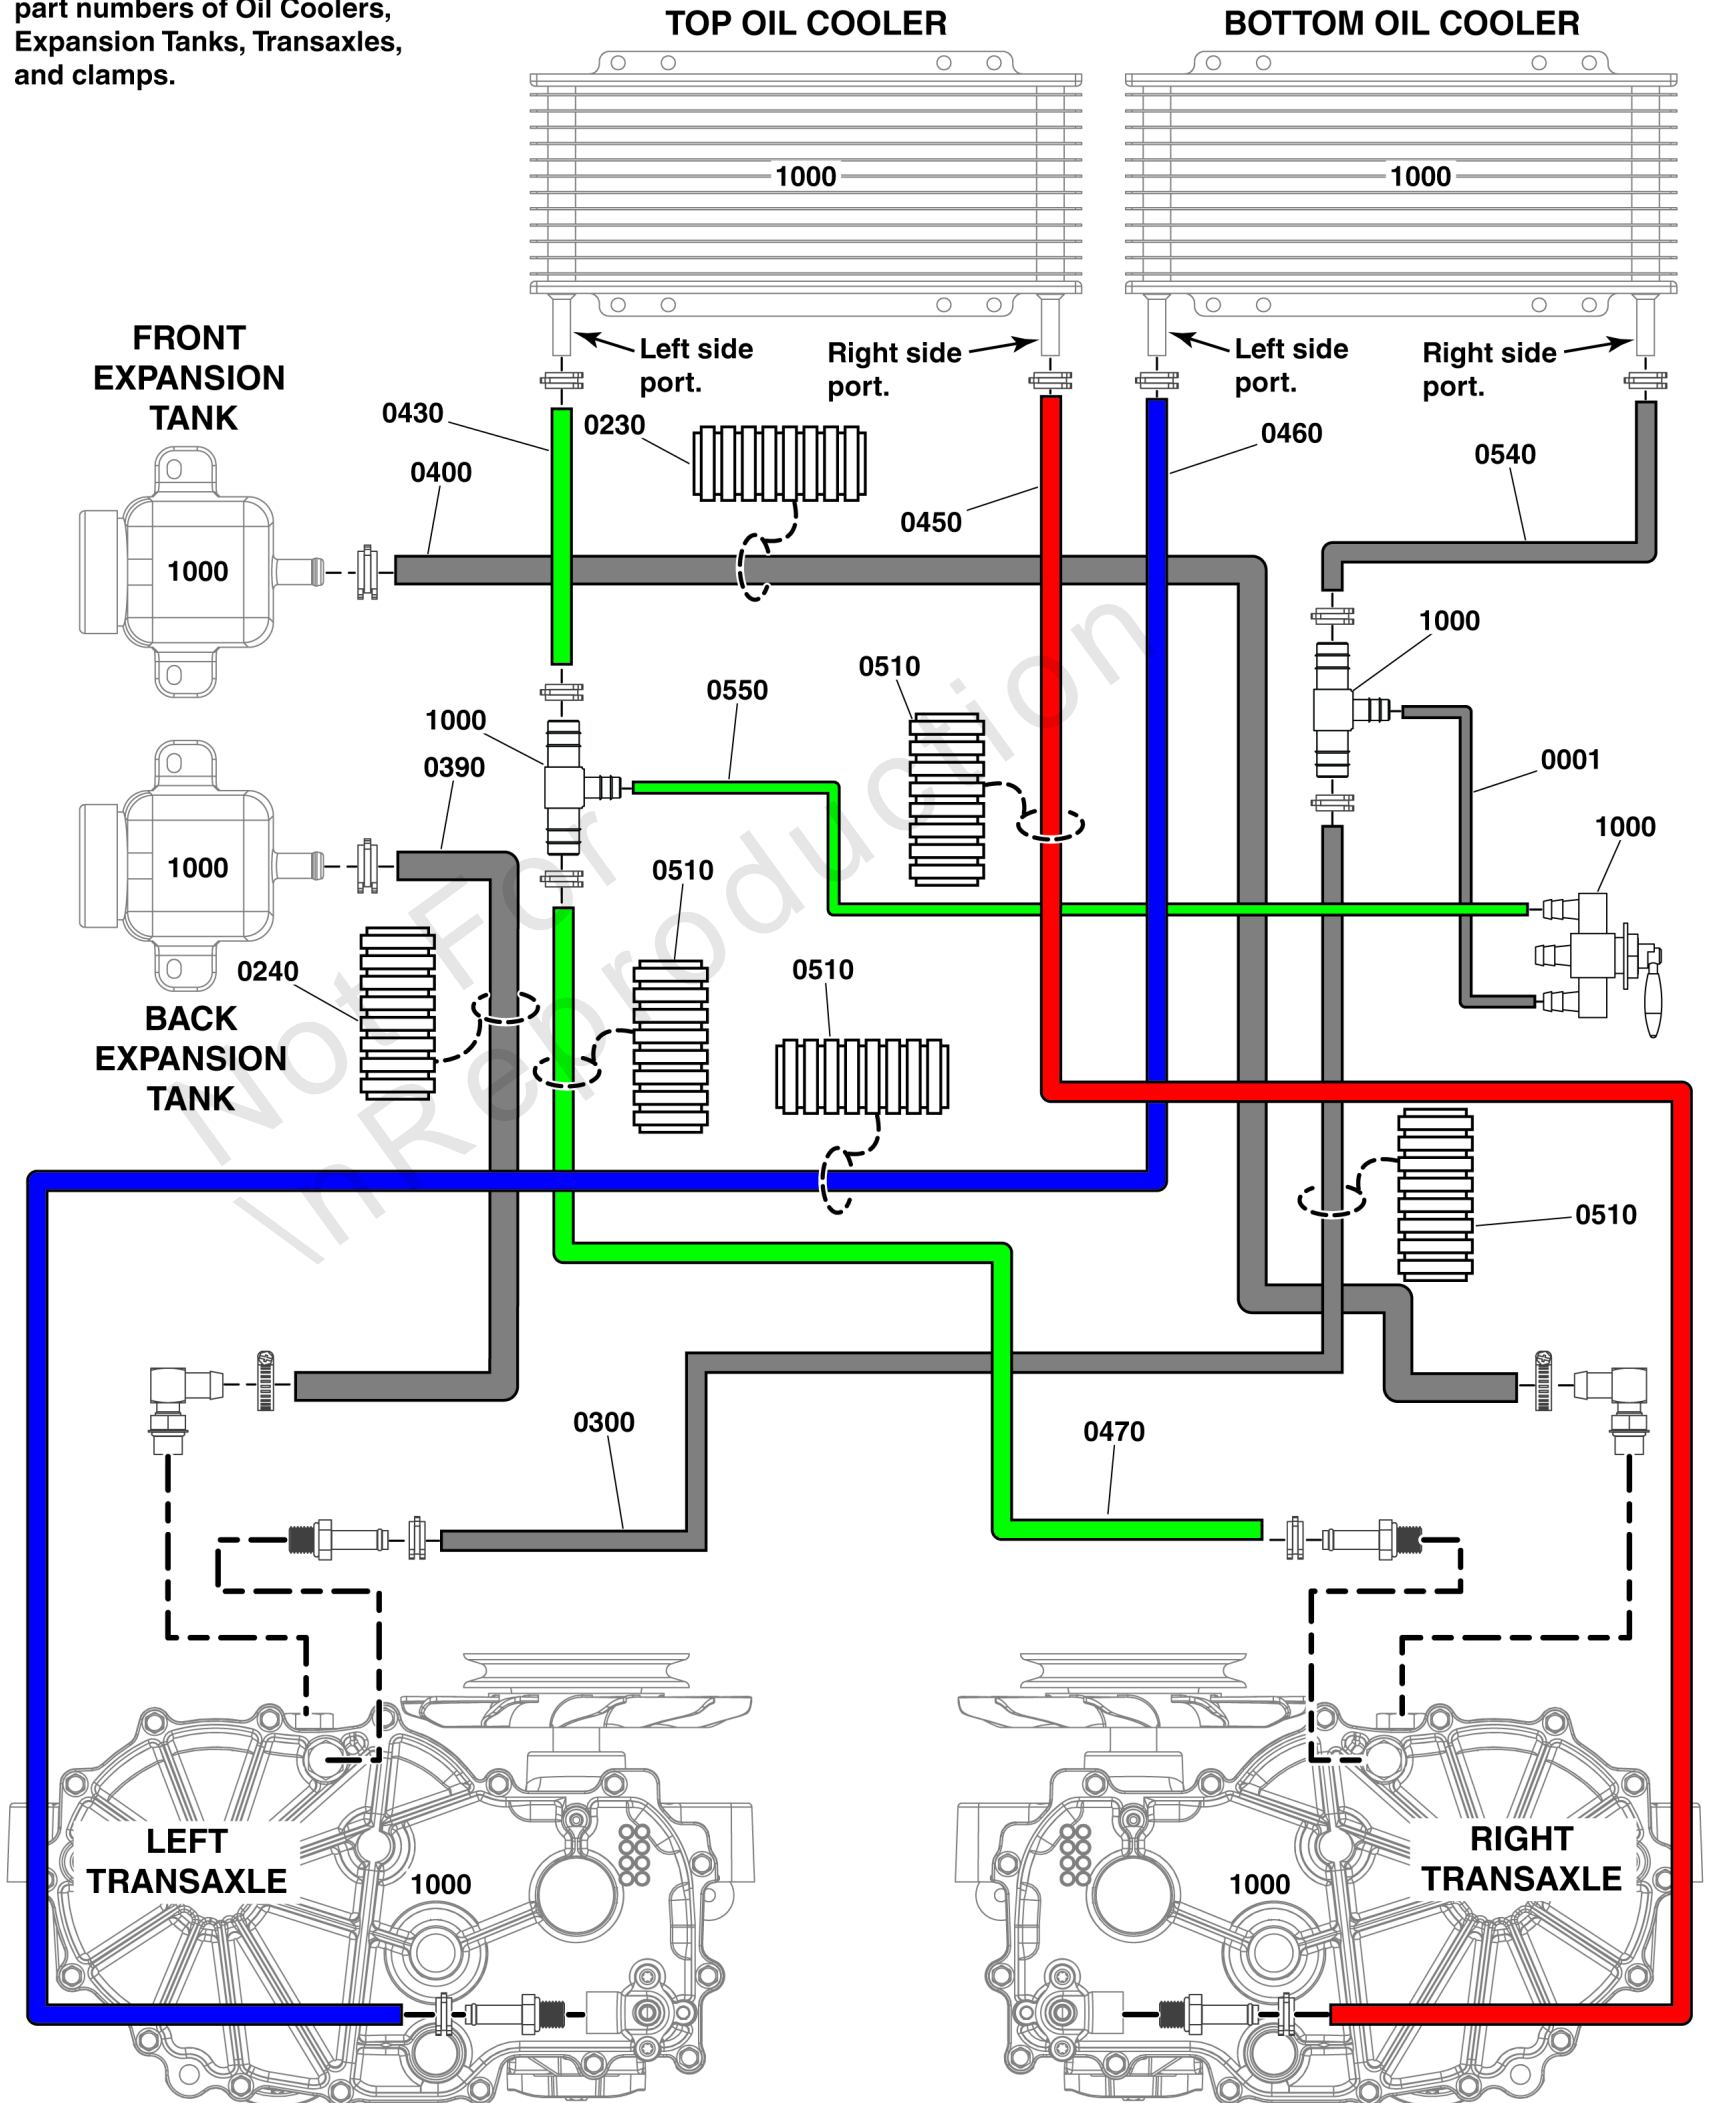 part numbers of Oil Coolers,
Expansion Tanks, Transaxles,
and clamps.
TOP OIL COOLER
BOTTOM OIL COOLER
1000
1000
Left side
port.
Right side
port.
Left side
port.
Right side
port.
FRONT
EXPANSION
TANK
0430
0400
0230
0450
0460
0540
1000
1000
0510
0550
1000
0390
0001
1000
1000
0510
0240
0510
BACK
EXPANSION
TANK
0510
0300
0470
LEFT
TRANSAXLE
1000
1000
RIGHT
TRANSAXLE
Not For
\nReproduction